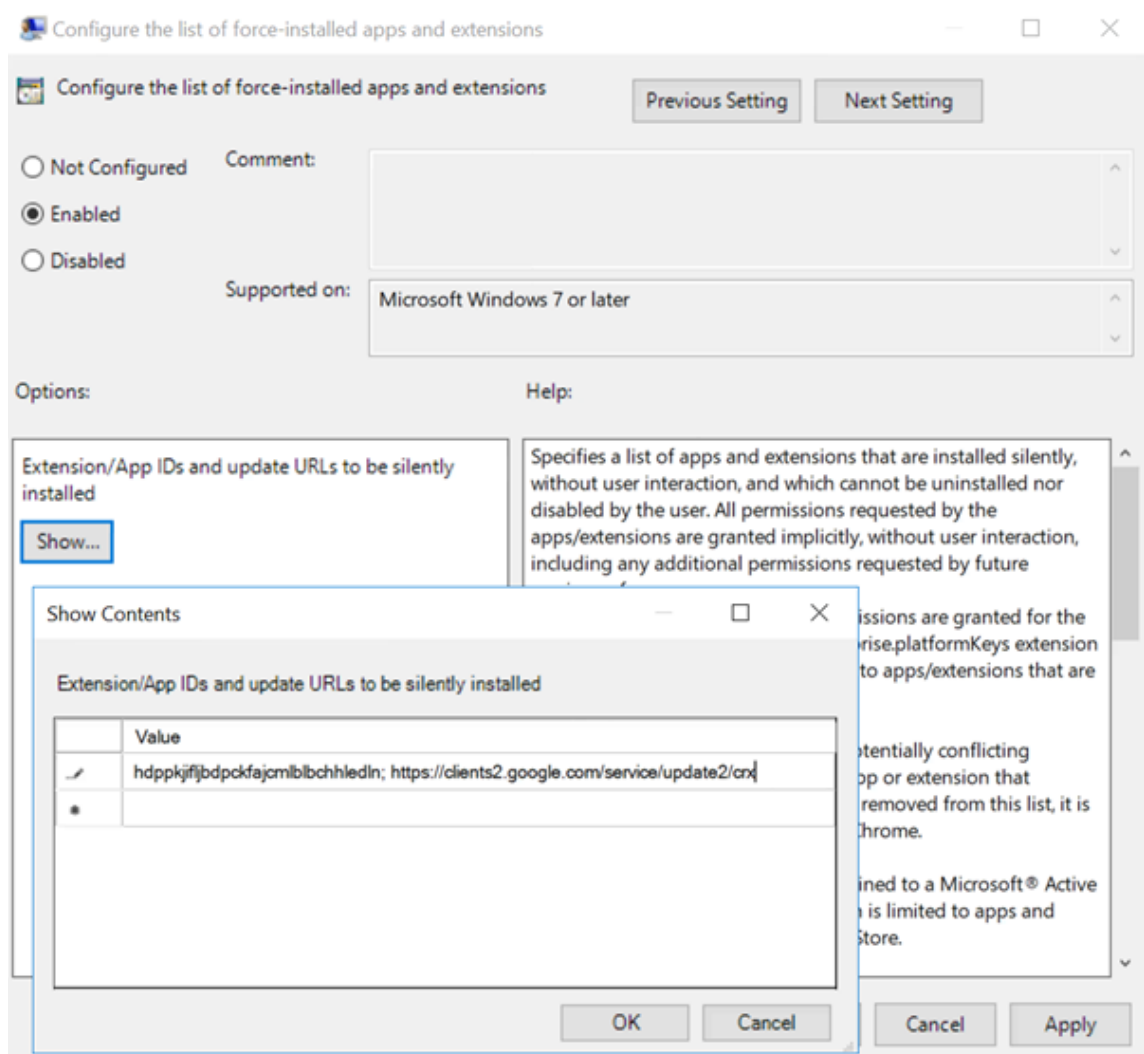 Configure the list of force-installed apps and extensions
Configure the list of force-installed apps and extensions
Previous Setting
Next Setting
Not Configured
Enabled
Disabled
Comment:
Supported on:
Microsoft Windows 7 or later
Options:
Help:
Extension/App IDs and update URLs to be silently
installed
Show...
Specifies a list of apps and extensions that are installed silently,
without user interaction, and which cannot be uninstalled nor
disabled by the user. All permissions requested by the
apps/extensions are granted implicitly, without user interaction,
including any additional permissions requested by future
issions are granted for the
rise.platformKeys extension
to apps/extensions that are
tentially conflicting
pp or extension that
removed from this list, it is
Chrome.
ined to a Microsoft® Active
is limited to apps and
Store.
Show Contents
Extension/App IDs and update URLs to be silently installed
Value
hdppkjifljbdpckfajcmlblbchhledln; https://clients2.google.com/service/update2/crx
OK
Cancel
Cancel
Apply